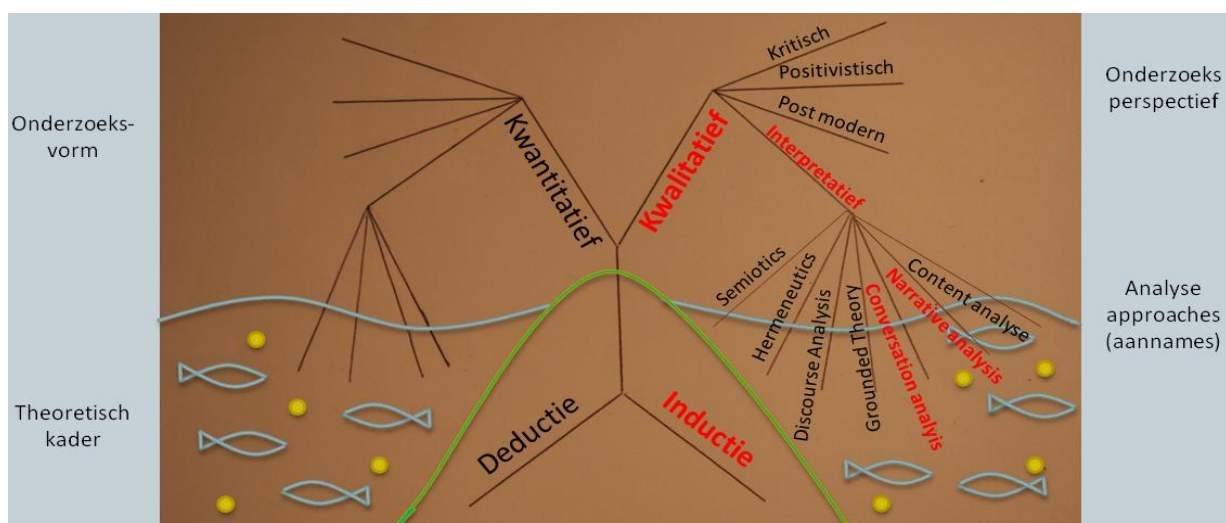 Onderzoeks-
vorm
Theoretisch
kader
Kwantitatief
Kwalitatief
Kritisch
Positivistisch
Post modern
Interpretatief
Semiotics
Hermeneutics
Discourse Analysis
Grounded Theory
Conversation analyis
Narrative analysis
Content analyse
Deductie
Inductie
Onderzoeks
perspectief
Analyse
approaches
(aannames)